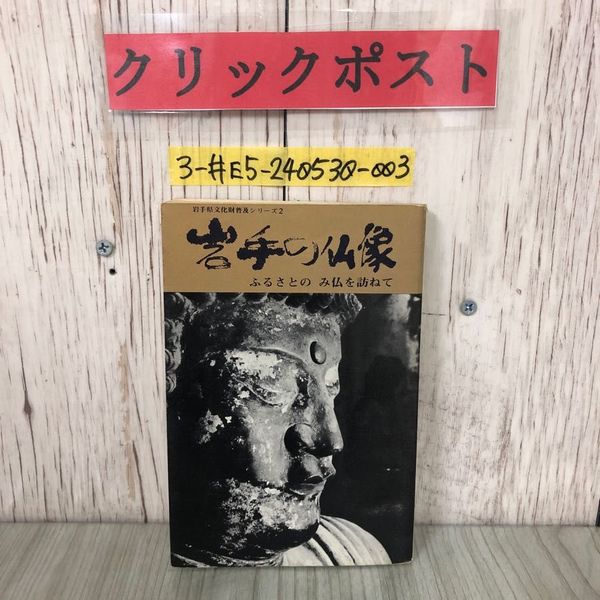 クリックポスト
3-#E5-240530-003
岩手県文化財普及シリーズ2
岩手の仏像
ふるさとの み仏を訪ねて